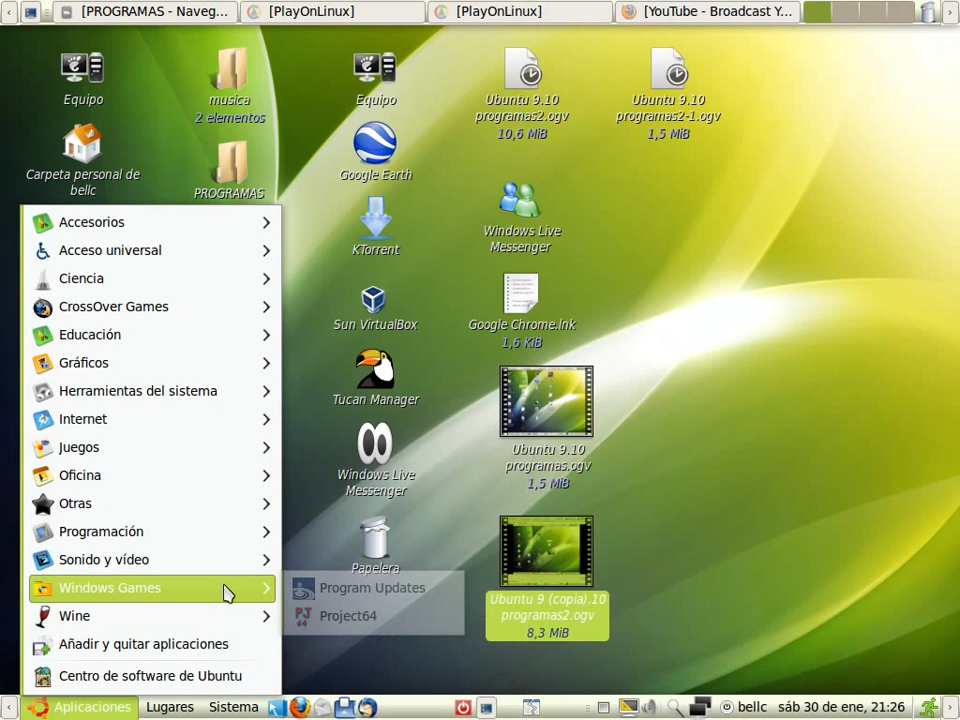 [PROGRAMAS - Naveg...
[PlayOnLinux]
[PlayOnLinux]
[YouTube - Broadcast Y...
Equipo
musica
2 elementos
Equipo
Ubuntu 9.10
programas2.ogv
10,6 MiB
Ubuntu 9.10
programas2-1.ogv
1,5 MiB
Carpeta personal de
bellc
PROGRAMAS
Google Earth
KTorrent
Windows Live
Messenger
Sun VirtualBox
Google Chrome.lnk
1,6 KiB
Tucan Manager
Ubuntu 9.10
programas.ogv
1,5 MiB
Windows Live
Messenger
Papelera
Ubuntu 9 (copia).10
programas2.ogv
8,3 MiB
Accesorios
Acceso universal
Ciencia
CrossOver Games
Educación
Gráficos
Herramientas del sistema
Internet
Juegos
Oficina
Otras
Programación
Sonido y vídeo
Windows Games
Wine
Añadir y quitar aplicaciones
Centro de software de Ubuntu
Program Updates
PJ
64
Project64
Aplicaciones
Lugares
Sistema
bellc
sáb 30 de ene, 21:26